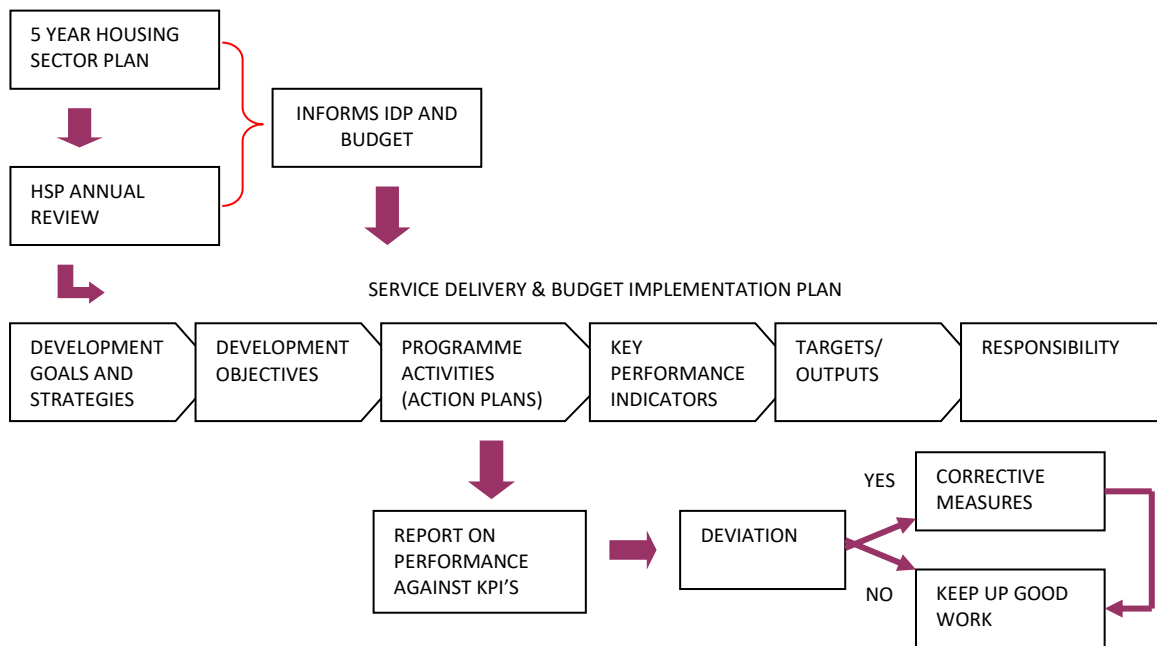 5 YEAR HOUSING
SECTOR PLAN
INFORMS IDP AND
BUDGET
HSP ANNUAL
REVIEW
SERVICE DELIVERY & BUDGET IMPLEMENTATION PLAN
DEVELOPMENT
GOALS AND
STRATEGIES
DEVELOPMENT
OBJECTIVES
PROGRAMME
ACTIVITIES
(ACTION PLANS)
KEY
PERFORMANCE
INDICATORS
TARGETS/
OUTPUTS
RESPONSIBILITY
REPORT ON
PERFORMANCE
AGAINST KPI’S
DEVIATION
YES
CORRECTIVE
MEASURES
NO
KEEP UP GOOD
WORK